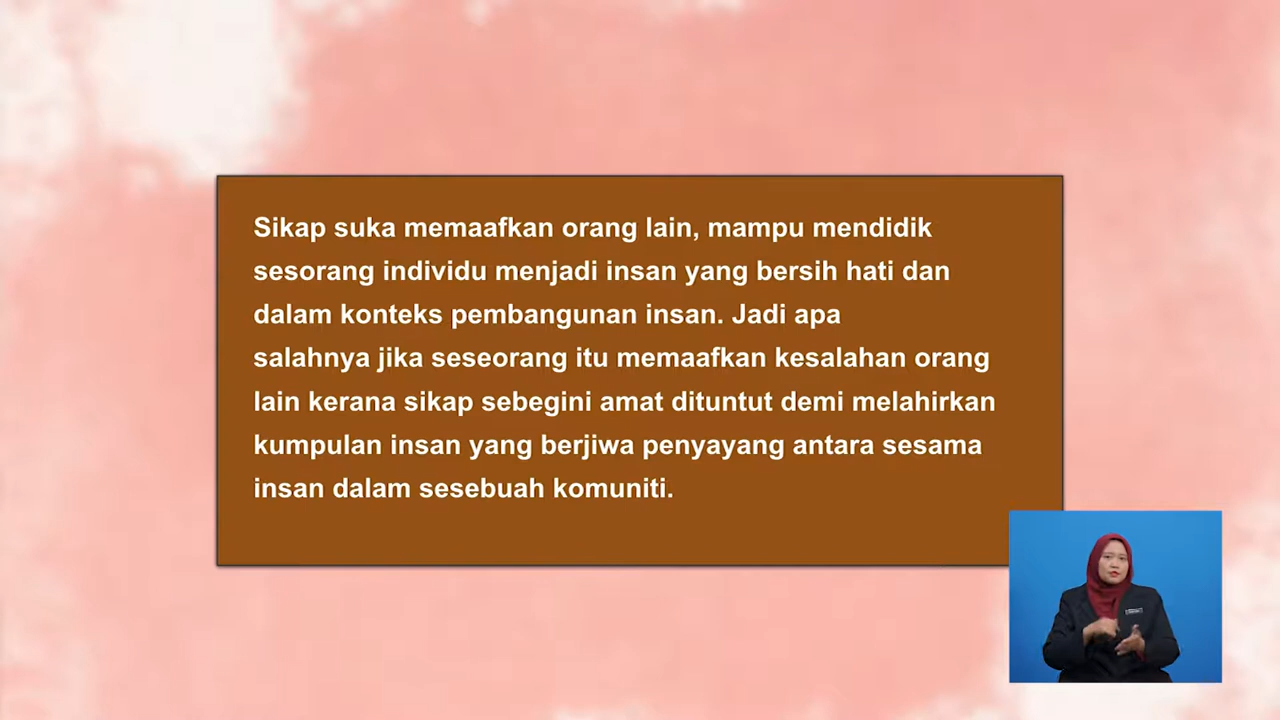 Sikap suka memaafkan orang lain, mampu mendidik
sesorang individu menjadi insan yang bersih hati dan
dalam konteks pembangunan insan. Jadi apa
salahnya jika seseorang itu memaafkan kesalahan orang
lain kerana sikap sebegini amat dituntut demi melahirkan
kumpulan insan yang berjiwa penyayang antara sesama
insan dalam sesebuah komuniti.